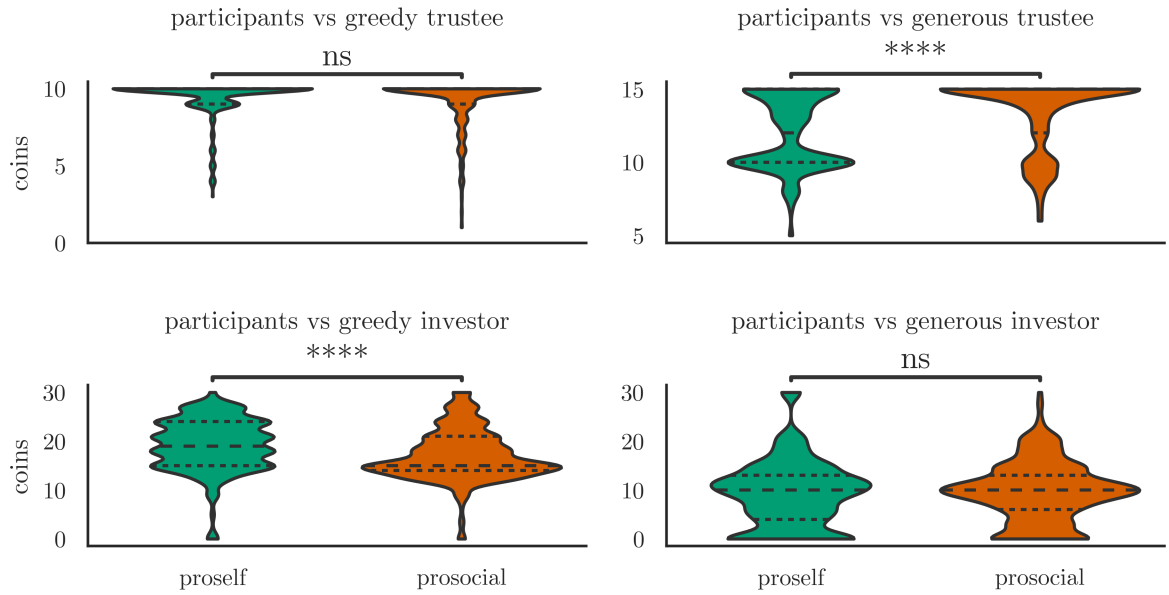 participants vs greedy trustee
ns
coins
10
5
0
participants vs generous trustee
****
15
10
5
participants vs greedy investor
****
coins
30
20
10
0
proself
prosocial
participants vs generous investor
ns
30
20
10
0
proself
prosocial